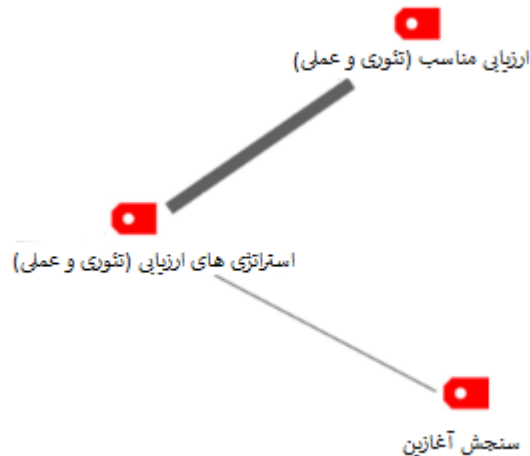 ارزیابی مناسب (تئوری و عملی)
استراتژی های ارزیابی (تئوری و عملی)
سنجش آغازین